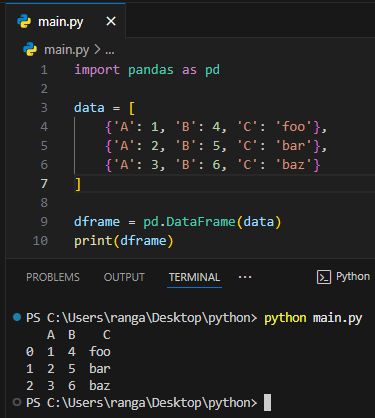 main.py ×
main.py > ...
1 import pandas as pd
2
3 data = [
4     {'A': 1, 'B': 4, 'C': 'foo'},
5     {'A': 2, 'B': 5, 'C': 'bar'},
6     {'A': 3, 'B': 6, 'C': 'baz'}
7 ]
8
9 dframe = pd.DataFrame(data)
10 print(dframe)
PROBLEMS OUTPUT TERMINAL ... Python
PS C:\Users\ranga\Desktop\python> python main.py
   A  B    C
0  1  4  foo
1  2  5  bar
2  3  6  baz
PS C:\Users\ranga\Desktop\python>